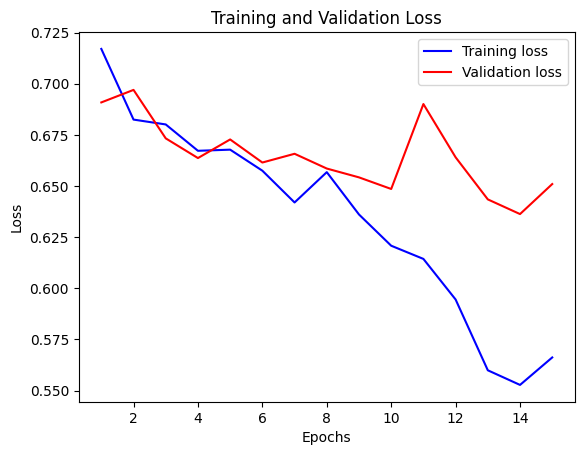 Training and Validation Loss
Training loss
Validation loss
0.725
0.700
0.675
0.650
0.625
0.600
0.575
0.550
Loss
2 4 6 8 10 12 14
Epochs